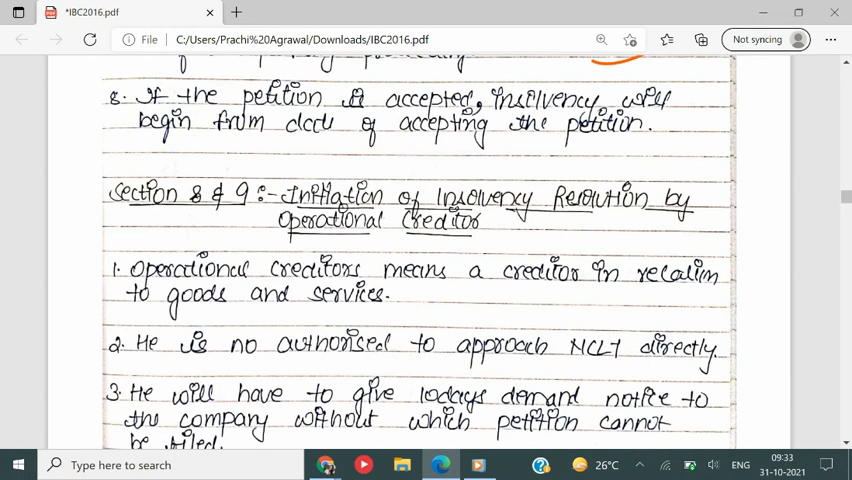 *IBC2016.pdf
File
C:/Users/Prachi%20Agrawal/Downloads/IBC2016.pdf
Not syncing
8. If the petition is accepted, insolvency will
begin from date of accepting the petition.
Section 8 & 9 :- Initiation of Insolvency Resolution by
Operational Creditor
1. Operational creditors means a creditor in relation
to goods and services.
2. He is no authorised to approach NCLT directly.
3. He will have to give 10days demand notice to
the company without which petition cannot
be filed.
Type here to search
26°C
ENG
09:33
31-10-2021